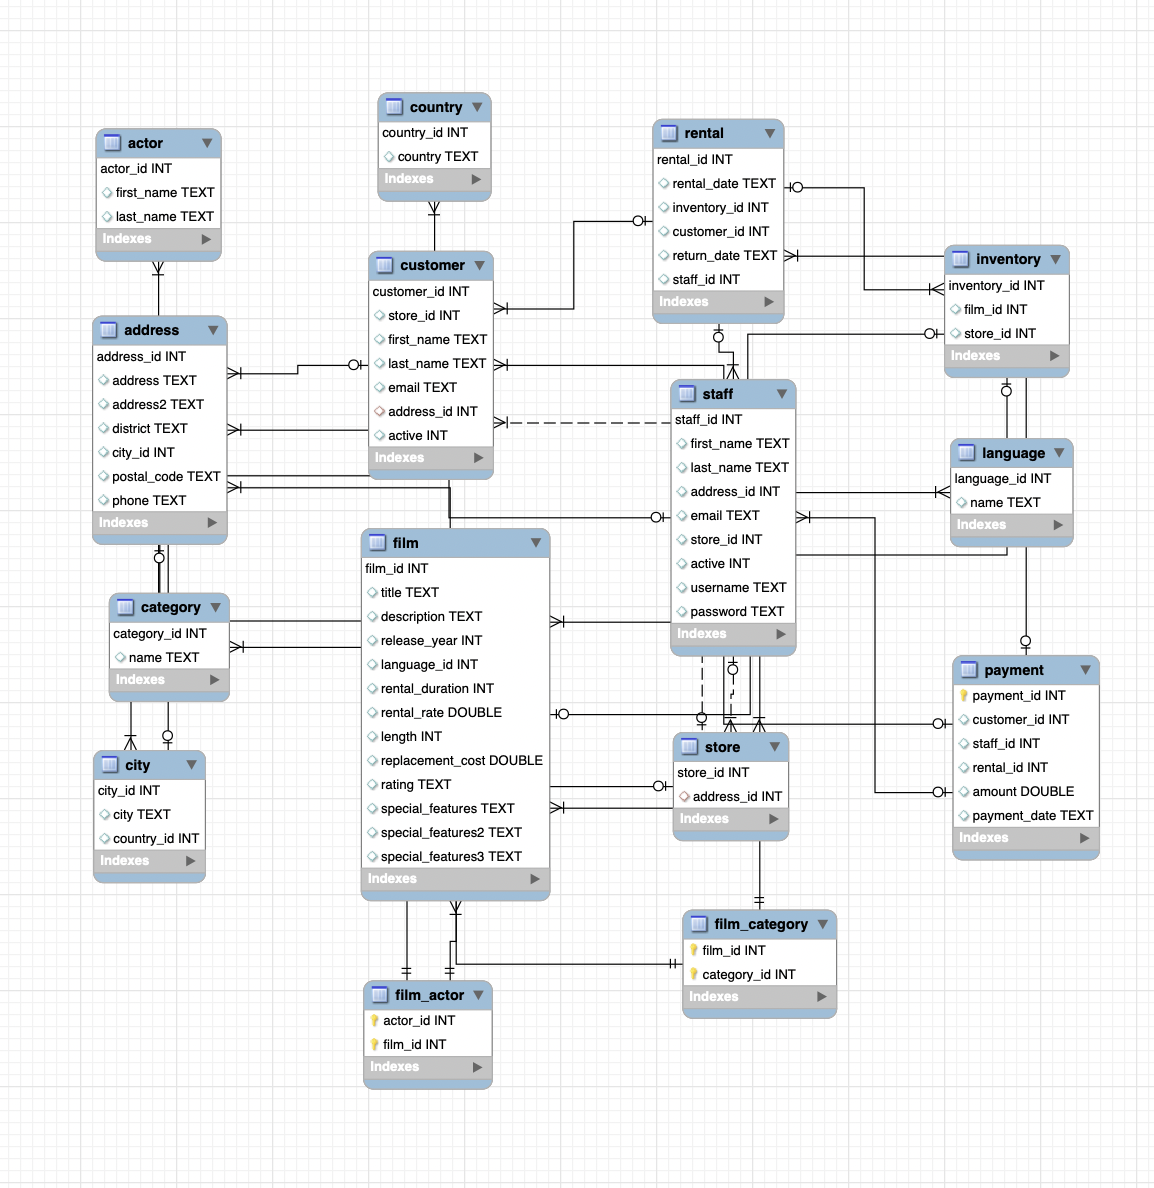 country
country_id INT
country TEXT
Indexes
actor
actor_id INT
first_name TEXT
last_name TEXT
Indexes
rental
rental_id INT
rental_date TEXT
inventory_id INT
customer_id INT
return_date TEXT
staff_id INT
Indexes
customer
customer_id INT
store_id INT
first_name TEXT
last_name TEXT
email TEXT
address_id INT
active INT
Indexes
inventory
inventory_id INT
film_id INT
store_id INT
Indexes
address
address_id INT
address TEXT
address2 TEXT
district TEXT
city_id INT
postal_code TEXT
phone TEXT
Indexes
staff
staff_id INT
first_name TEXT
last_name TEXT
address_id INT
email TEXT
store_id INT
active INT
username TEXT
password TEXT
Indexes
language
language_id INT
name TEXT
Indexes
film
film_id INT
title TEXT
description TEXT
release_year INT
language_id INT
rental_duration INT
rental_rate DOUBLE
length INT
replacement_cost DOUBLE
rating TEXT
special_features TEXT
special_features2 TEXT
special_features3 TEXT
Indexes
category
category_id INT
name TEXT
Indexes
payment
payment_id INT
customer_id INT
staff_id INT
rental_id INT
amount DOUBLE
payment_date TEXT
Indexes
store
store_id INT
address_id INT
Indexes
city
city_id INT
city TEXT
country_id INT
Indexes
film_category
film_id INT
category_id INT
Indexes
film_actor
actor_id INT
film_id INT
Indexes